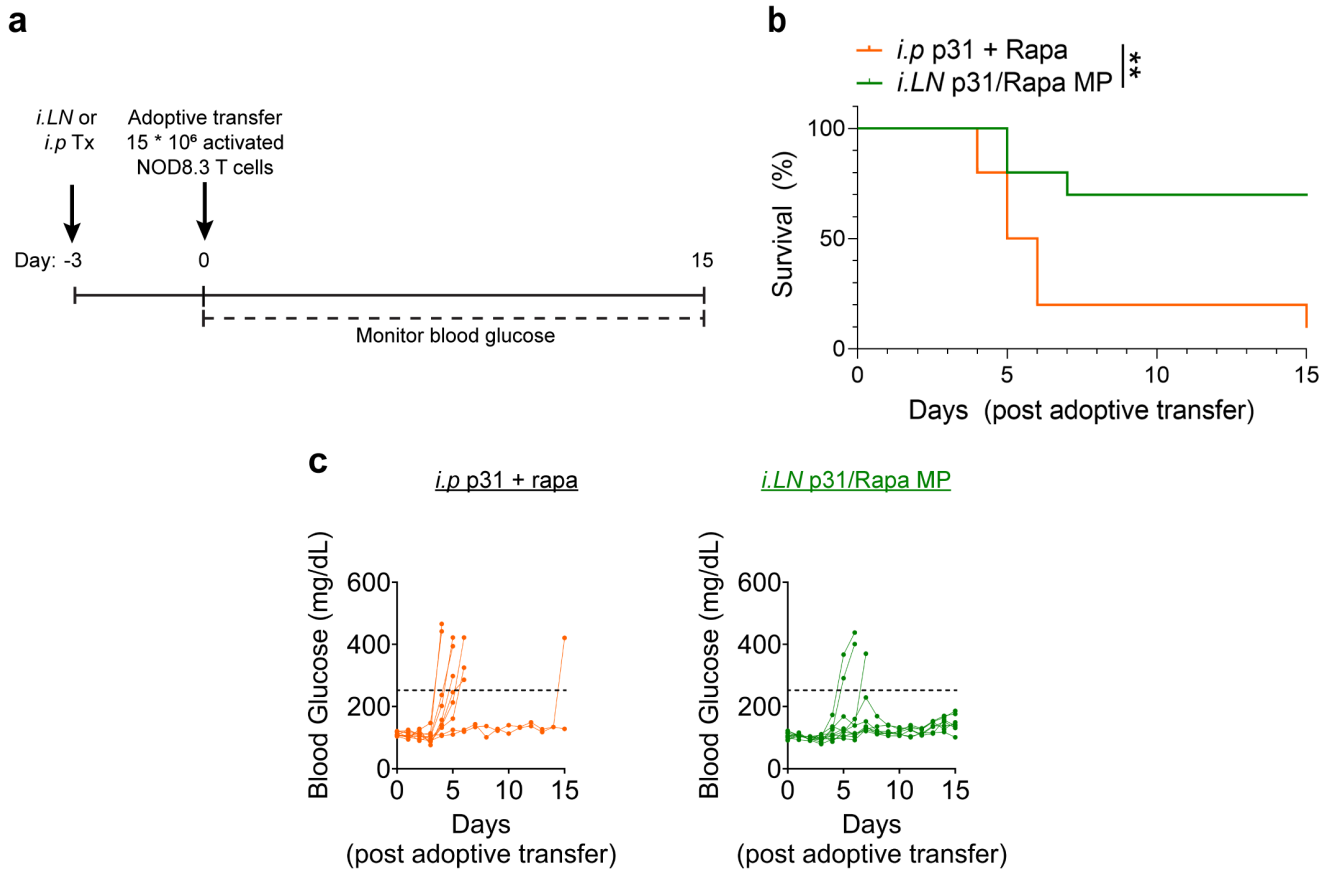 a
i.LN or
i.p Tx
Adoptive transfer
15 * 10⁶ activated
NOD8.3 T cells
Day: -3
0
15
Monitor blood glucose
b
i.p p31 + Rapa
i.LN p31/Rapa MP
**
Survival (%)
100
50
0
0
5
10
15
Days (post adoptive transfer)
c
i.p p31 + rapa
Blood Glucose (mg/dL)
600
400
200
0
0
5
10
15
Days
(post adoptive transfer)
i.LN p31/Rapa MP
Blood Glucose (mg/dL)
600
400
200
0
0
5
10
15
Days
(post adoptive transfer)